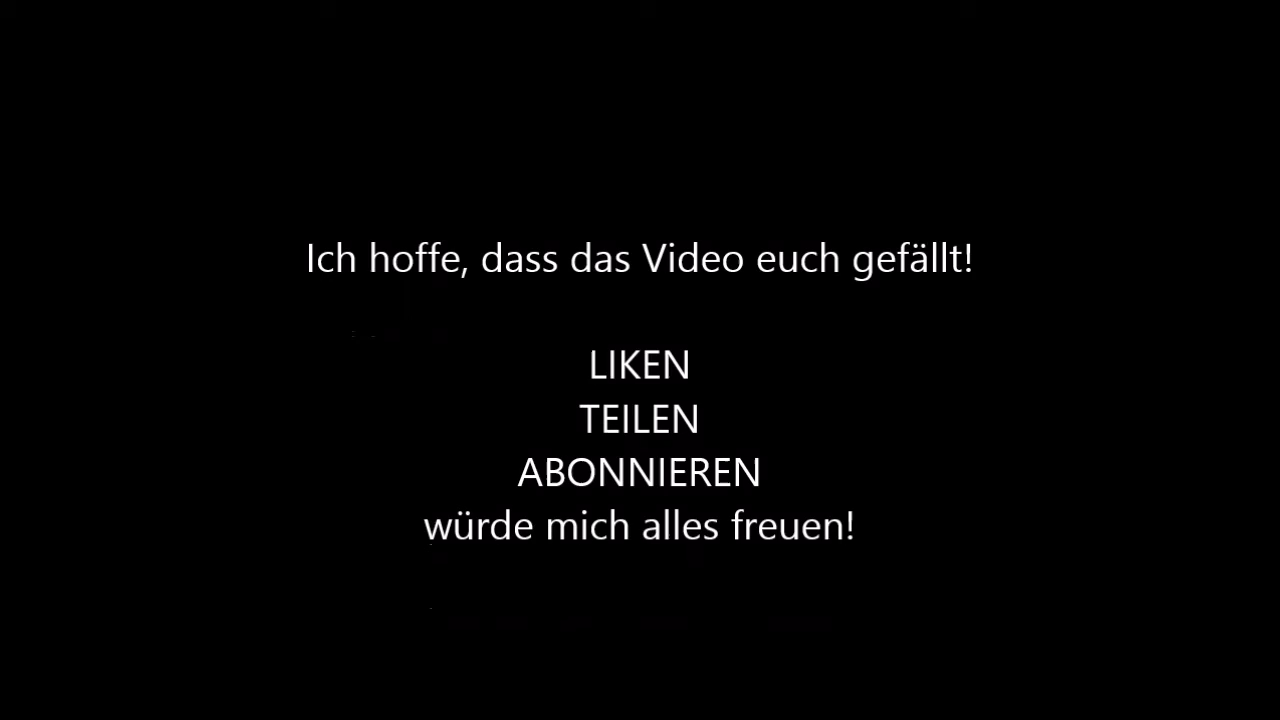 Ich hoffe, dass das Video euch gefällt!
LIKEN
TEILEN
ABONNIEREN
würde mich alles freuen!